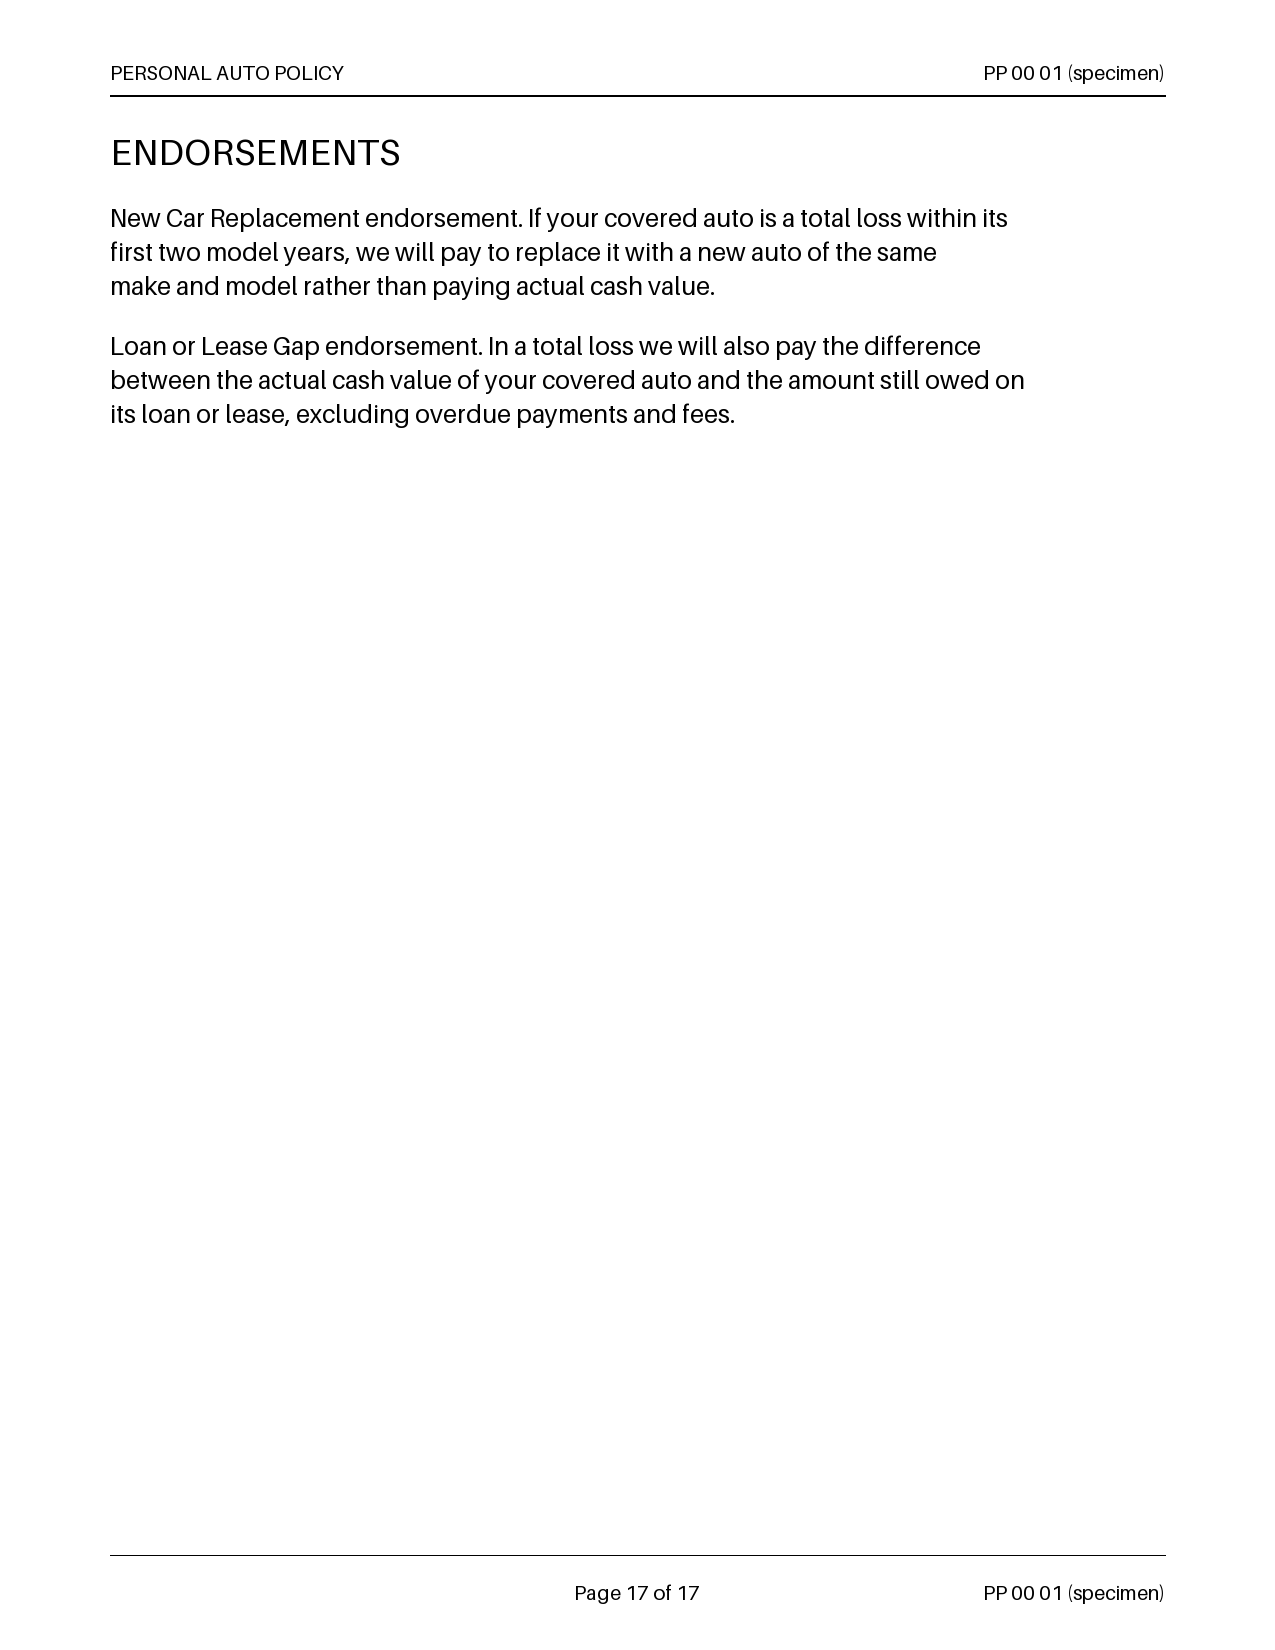 PERSONAL AUTO POLICY PP 00 01 (specimen)
ENDORSEMENTS
New Car Replacement endorsement. If your covered auto is a total loss within its
first two model years, we will pay to replace it with a new auto of the same
make and model rather than paying actual cash value.
Loan or Lease Gap endorsement. In a total loss we will also pay the difference
between the actual cash value of your covered auto and the amount still owed on
its loan or lease, excluding overdue payments and fees.
Page 17 of 17 PP 00 01 (specimen)